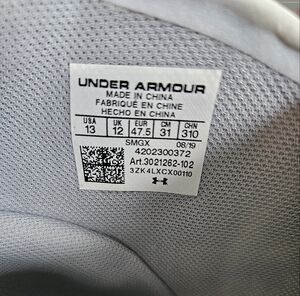 UNDER ARMOUR
MADE IN CHINA
FABRIQUÉ EN CHINE
HECHO EN CHINA
USA UK EUR CM CHN
13 12 47.5 31 310
SMGX 08/19
4202300372
Art.3021262-102
3ZK4LXCX00110